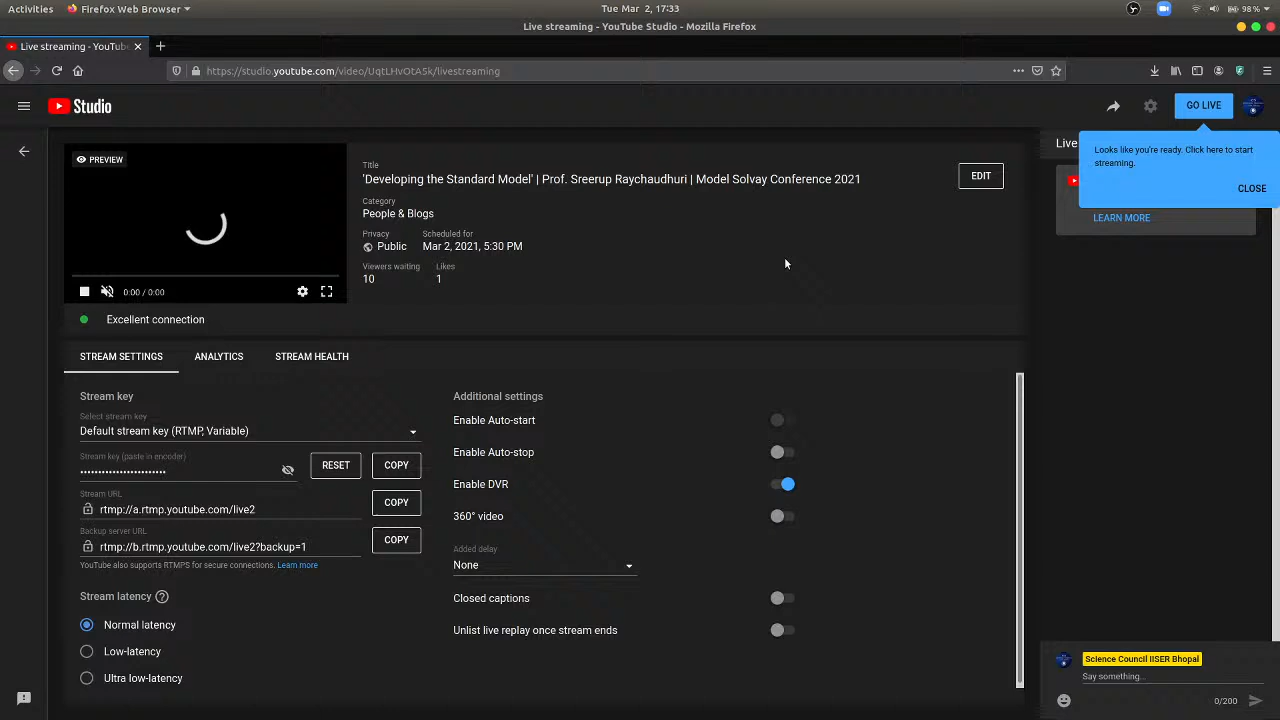 Activities Firefox Web Browser Tue Mar 2, 17:33 98%
Live streaming - YouTube Studio - Mozilla Firefox
Live streaming - YouTub
https://studio.youtube.com/video/UqtLHvOtASk/livestreaming
Studio GO LIVE
PREVIEW
0:00 / 0:00
Title
'Developing the Standard Model' | Prof. Sreerup Raychaudhuri | Model Solvay Conference 2021
EDIT
Category
People & Blogs
Privacy Scheduled for
Public Mar 2, 2021, 5:30 PM
Viewers waiting Likes
10 1
Excellent connection
Live
Looks like you're ready. Click here to start
streaming.
CLOSE
LEARN MORE
STREAM SETTINGS ANALYTICS STREAM HEALTH
Stream key
Select stream key
Default stream key (RTMP, Variable)
Stream key (paste in encoder)
•••••••••••••••••••••••• RESET COPY
Stream URL
rtmp://a.rtmp.youtube.com/live2 COPY
Backup server URL
rtmp://b.rtmp.youtube.com/live2?backup=1 COPY
YouTube also supports RTMPS for secure connections. Learn more
Stream latency ?
Normal latency
Low-latency
Ultra low-latency
Additional settings
Enable Auto-start
Enable Auto-stop
Enable DVR
360° video
Added delay
None
Closed captions
Unlist live replay once stream ends
Science Council IISER Bhopal
Say something...
0/200